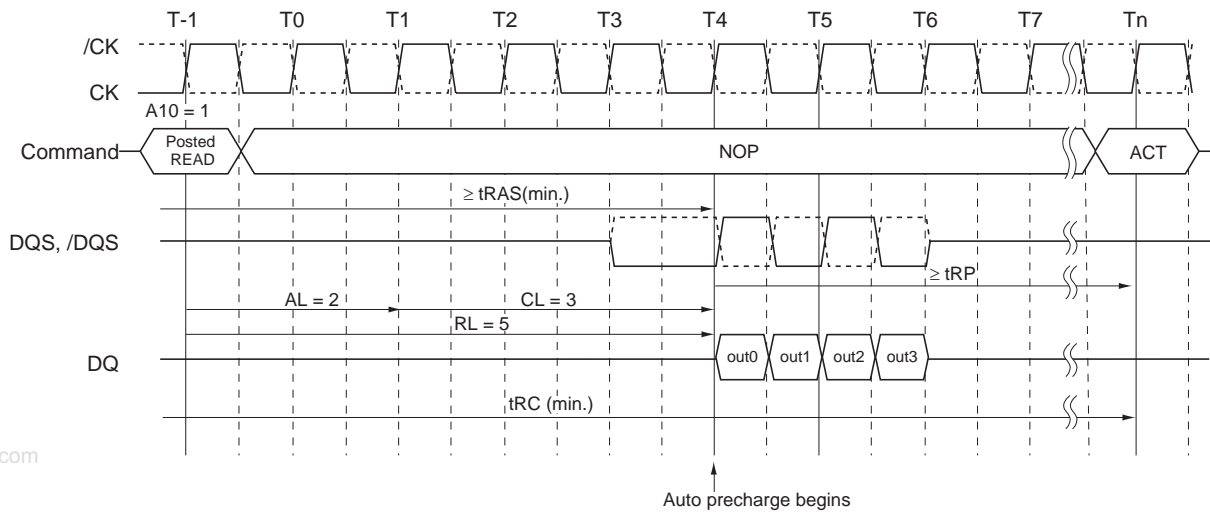 T-1 T0 T1 T2 T3 T4 T5 T6 T7 Tn
/CK
CK
A10 = 1
Command
Posted
READ
NOP
ACT
≥ tRAS(min.)
DQS, /DQS
≥ tRP
AL = 2
CL = 3
RL = 5
DQ
out0 out1 out2 out3
tRC (min.)
com
Auto precharge begins